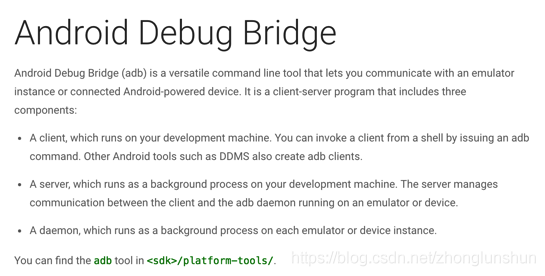 Android Debug Bridge
Android Debug Bridge (adb) is a versatile command line tool that lets you communicate with an emulator
instance or connected Android-powered device. It is a client-server program that includes three
components:
• A client, which runs on your development machine. You can invoke a client from a shell by issuing an adb
command. Other Android tools such as DDMS also create adb clients.
• A server, which runs as a background process on your development machine. The server manages
communication between the client and the adb daemon running on an emulator or device.
• A daemon, which runs as a background process on each emulator or device instance.
You can find the adb tool in <sdk>/platform-tools/.
https://blog.csdn.net/zhonglunshun